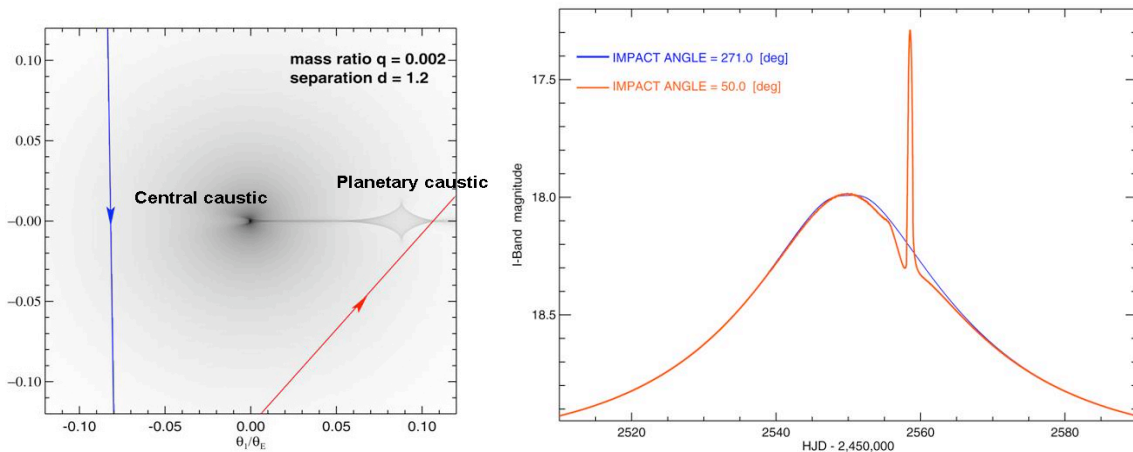 mass ratio q = 0.002
separation d = 1.2
Central caustic
Planetary caustic
0.10
0.05
−0.00
−0.05
−0.10
-0.10
-0.05
0.00
0.05
0.10
θ1/θE
IMPACT ANGLE = 271.0 [deg]
IMPACT ANGLE = 50.0 [deg]
I-Band magnitude
17.5
18.0
18.5
2520
2540
2560
2580
HJD - 2,450,000